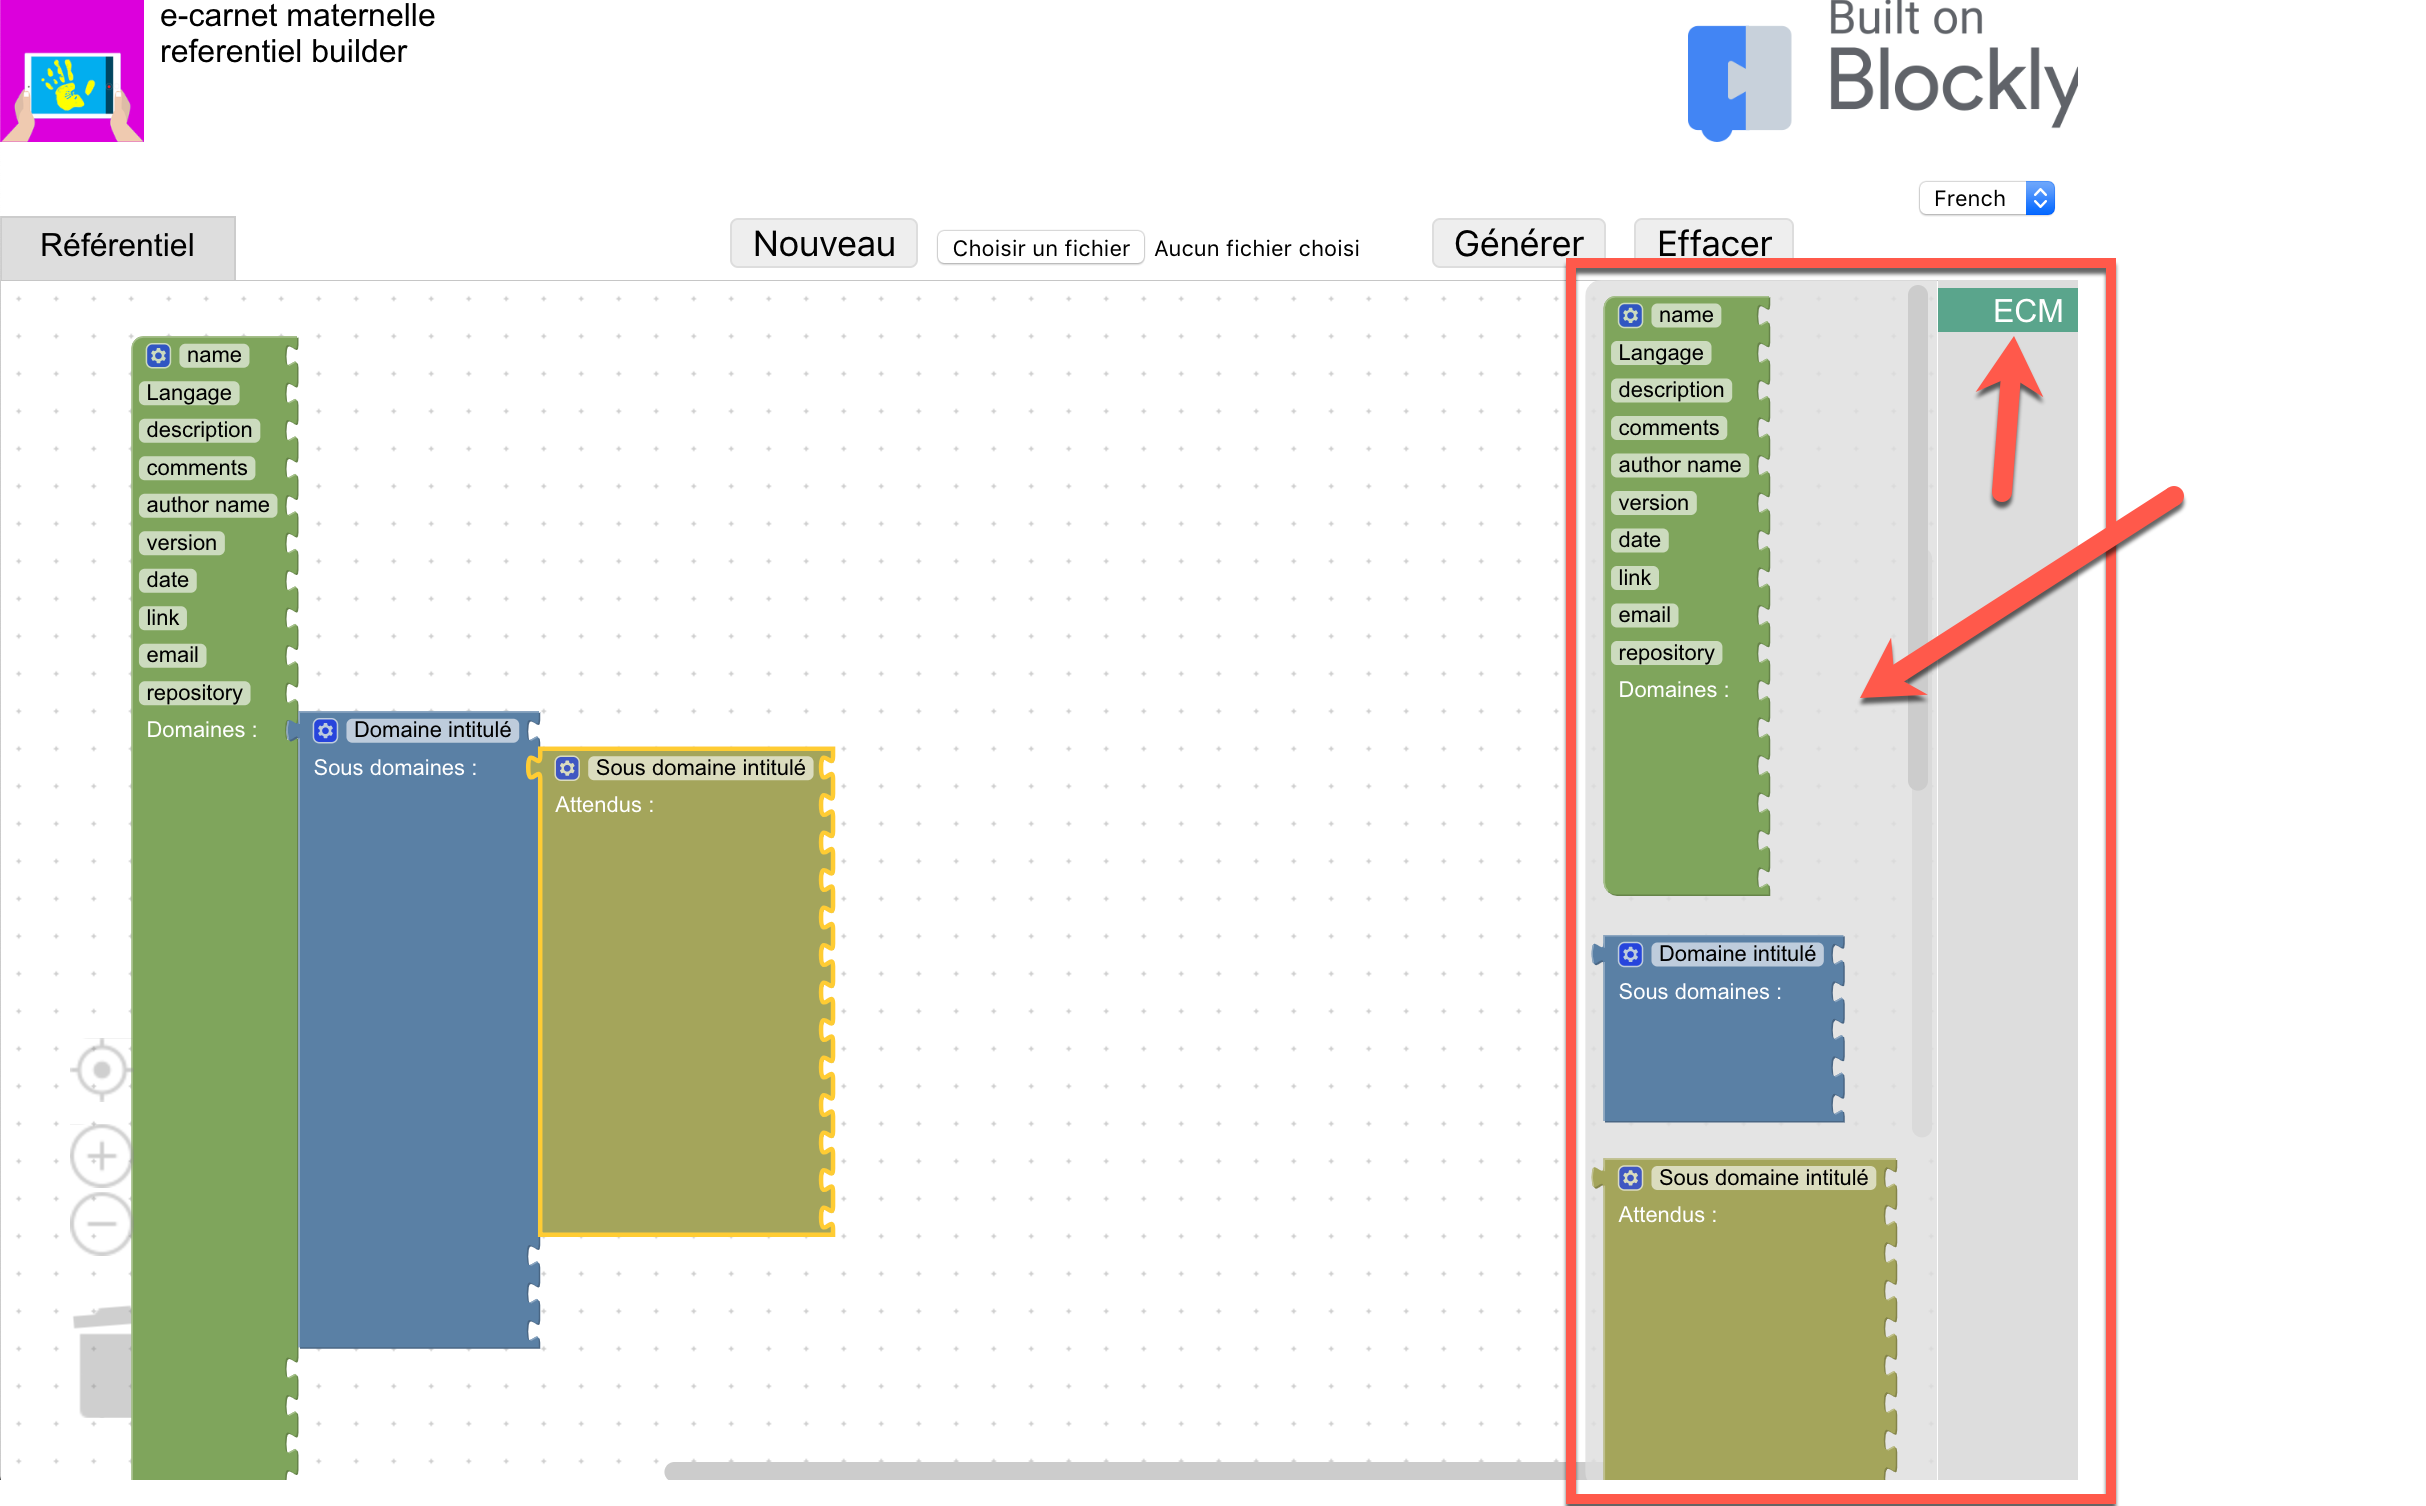 e-carnet maternelle
referentiel builder
Built on
Blockly
French
Référentiel
Nouveau
Choisir un fichier
Aucun fichier choisi
Générer
Effacer
name
Langage
description
comments
author name
version
date
link
email
repository
Domaines :
Domaine intitulé
Sous domaines :
Sous domaine intitulé
Attendus :
name
Langage
description
comments
author name
version
date
link
email
repository
Domaines :
Domaine intitulé
Sous domaines :
Sous domaine intitulé
Attendus :
ECM